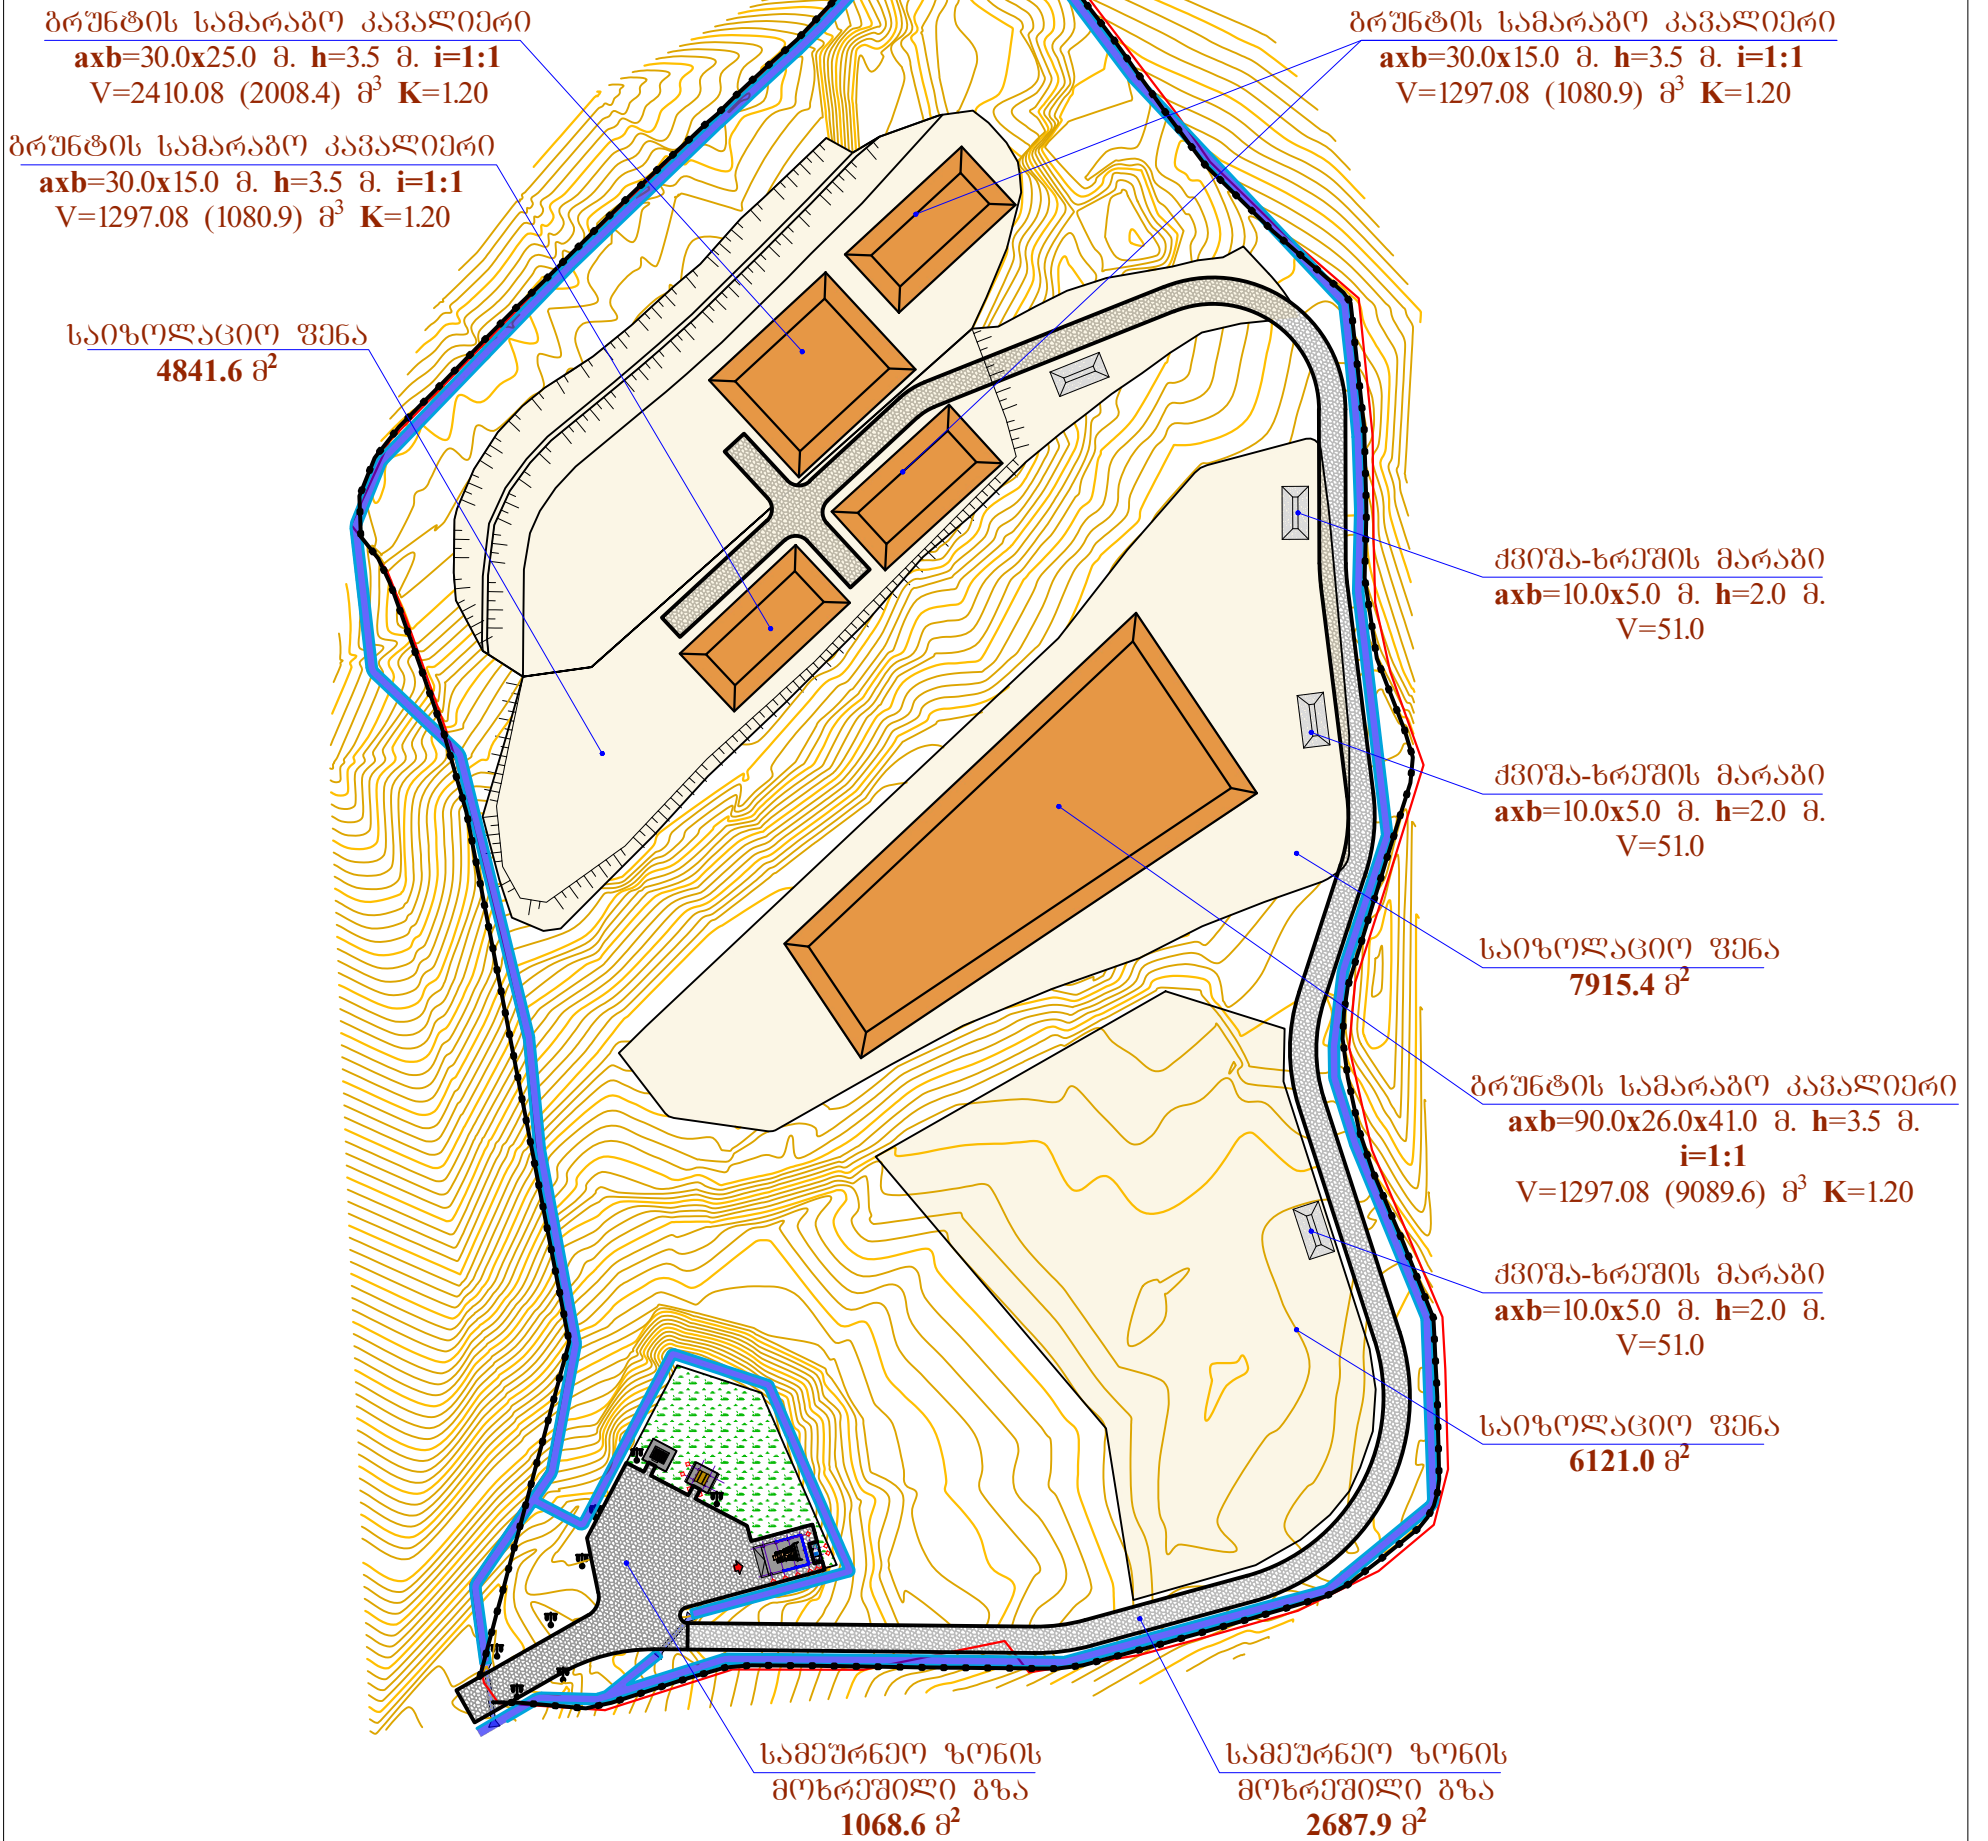 გრუნტის სამარაგო კავალიერი
axb=30.0x25.0 მ. h=3.5 მ. i=1:1
V=2410.08 (2008.4) მ³ K=1.20
გრუნტის სამარაგო კავალიერი
axb=30.0x15.0 მ. h=3.5 მ. i=1:1
V=1297.08 (1080.9) მ³ K=1.20
გრუნტის სამარაგო კავალიერი
axb=30.0x15.0 მ. h=3.5 მ. i=1:1
V=1297.08 (1080.9) მ³ K=1.20
საიზოლაციო ფენა
4841.6 მ²
ქვიშა-ხრეშის მარაგი
axb=10.0x5.0 მ. h=2.0 მ.
V=51.0
ქვიშა-ხრეშის მარაგი
axb=10.0x5.0 მ. h=2.0 მ.
V=51.0
საიზოლაციო ფენა
7915.4 მ²
გრუნტის სამარაგო კავალიერი
axb=90.0x26.0x41.0 მ. h=3.5 მ.
i=1:1
V=1297.08 (9089.6) მ³ K=1.20
ქვიშა-ხრეშის მარაგი
axb=10.0x5.0 მ. h=2.0 მ.
V=51.0
საიზოლაციო ფენა
6121.0 მ²
სამეურნეო ზონის
მოხრეშილი გზა
1068.6 მ²
სამეურნეო ზონის
მოხრეშილი გზა
2687.9 მ²